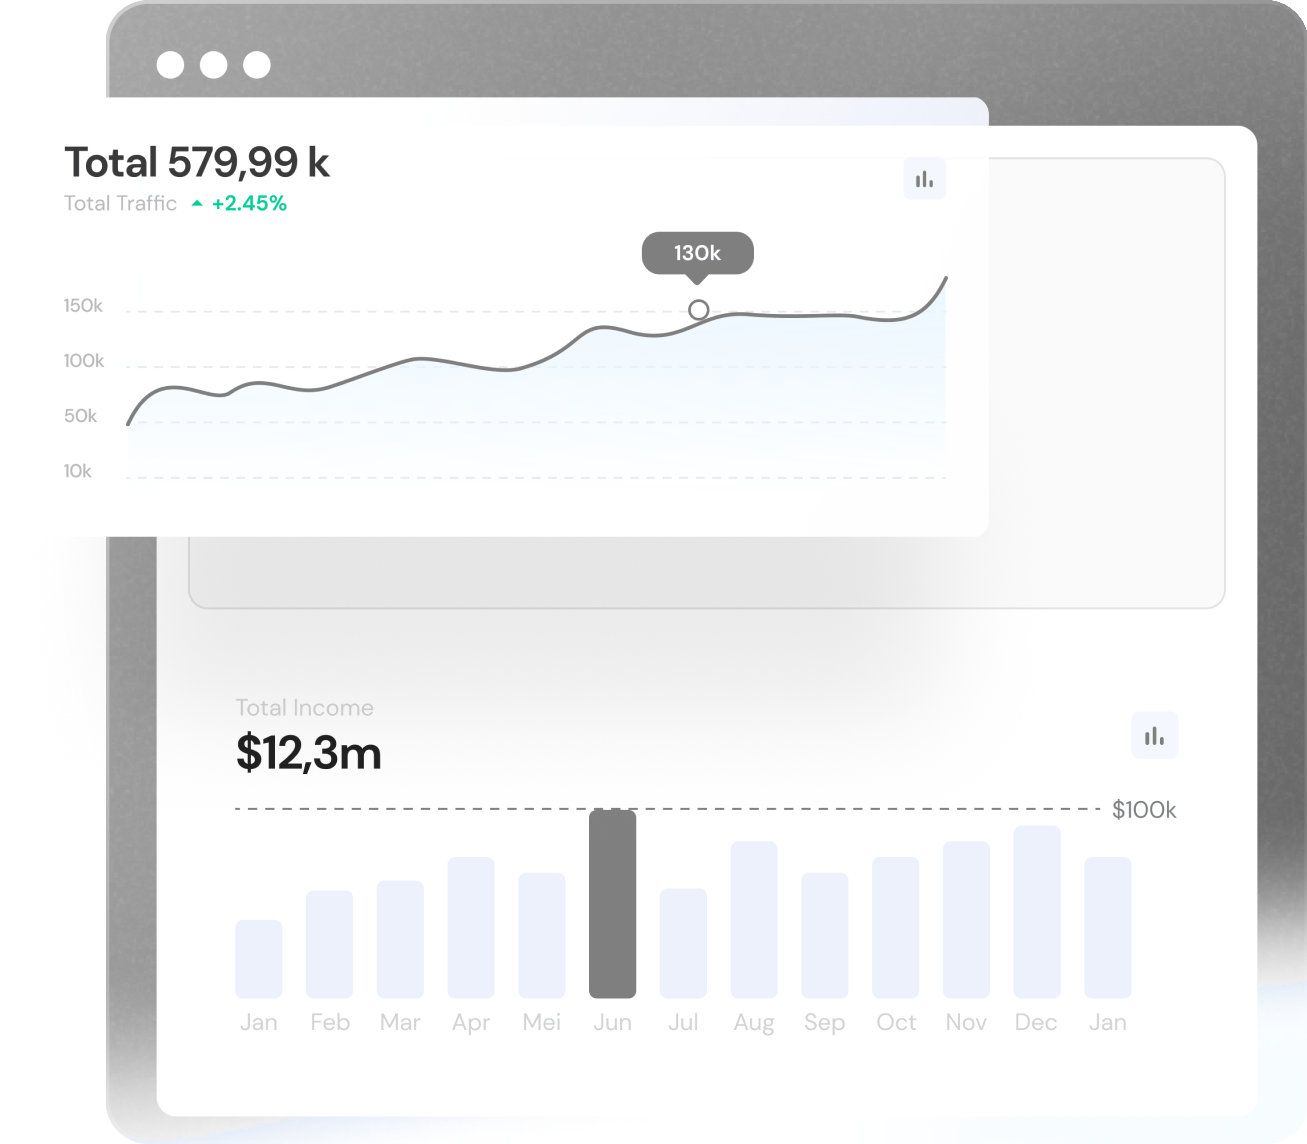 Total 579,99 k
Total Traffic +2.45%
130k
150k
100k
50k
10k
Total Income
$12,3m
$100k
Jan Feb Mar Apr Mei Jun Jul Aug Sep Oct Nov Dec Jan